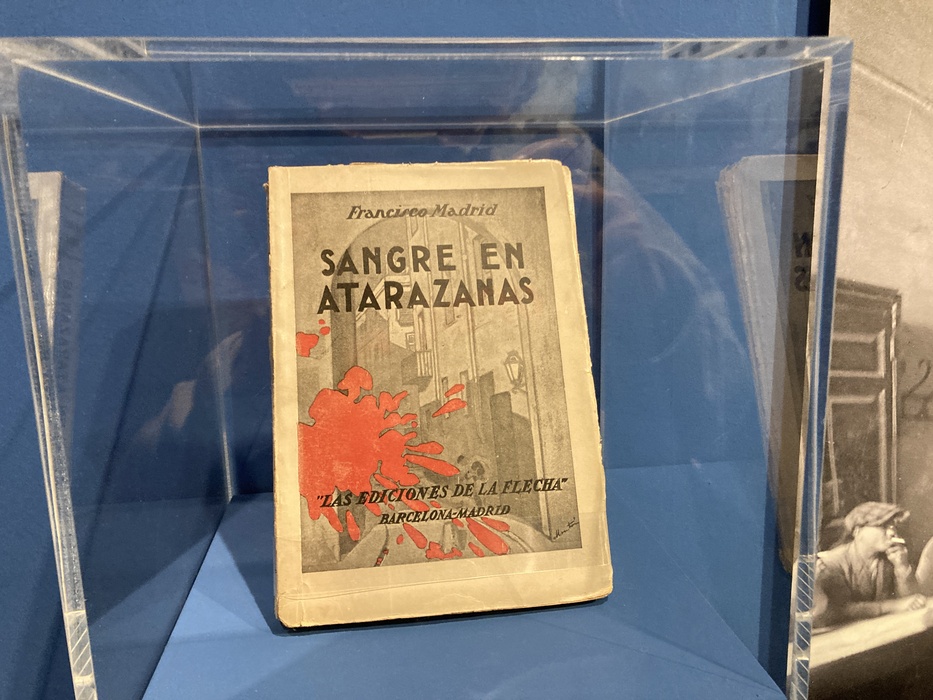 Francisco Madrid
SANGRE EN
ATARAZANAS
"LAS EDICIONES DE LA FLECHA"
BARCELONA-MADRID